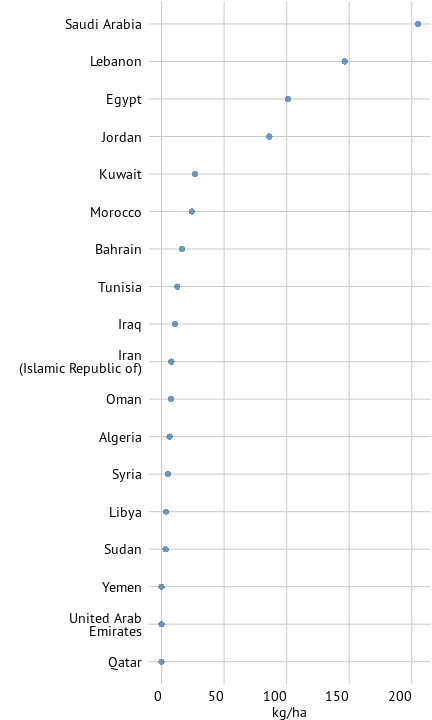 Saudi Arabia
Lebanon
Egypt
Jordan
Kuwait
Morocco
Bahrain
Tunisia
Iraq
Iran
(Islamic Republic of)
Oman
Algeria
Syria
Libya
Sudan
Yemen
United Arab
Emirates
Qatar
0 50 100 150 200
kg/ha